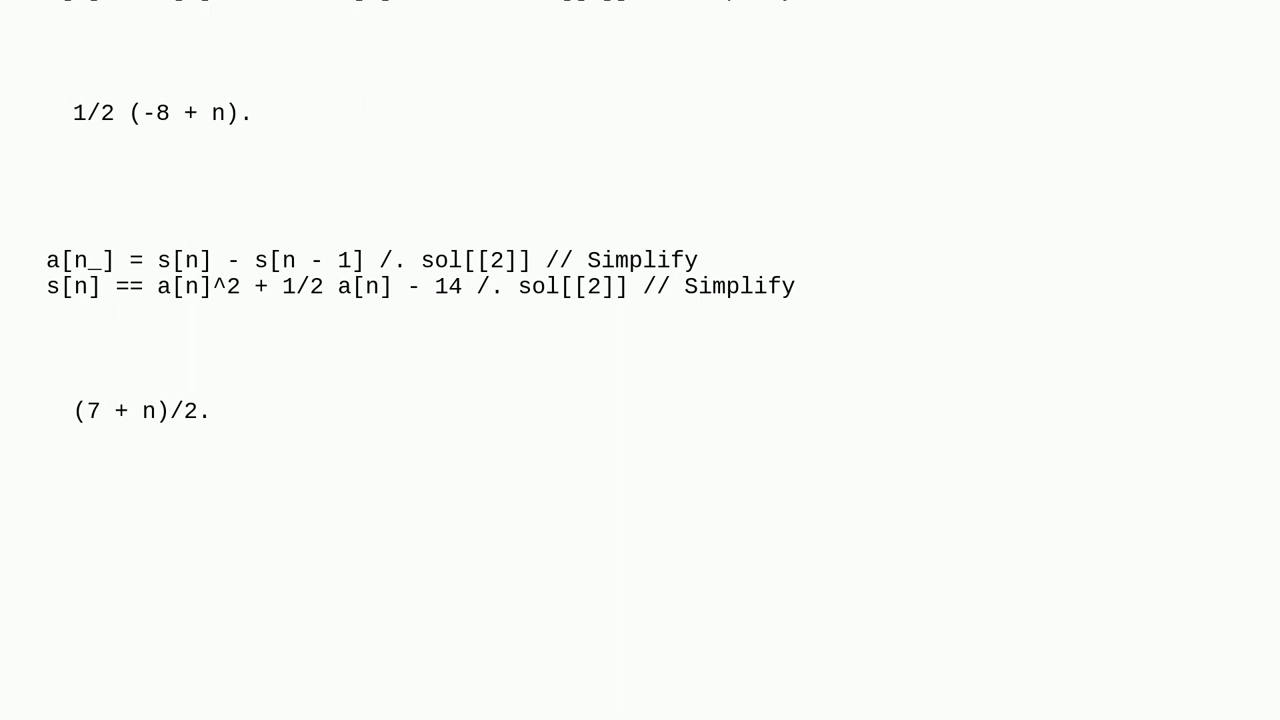 1/2 (-8 + n).
a[n_] = s[n] - s[n - 1] /. sol[[2]] // Simplify
s[n] == a[n]^2 + 1/2 a[n] - 14 /. sol[[2]] // Simplify
(7 + n)/2.